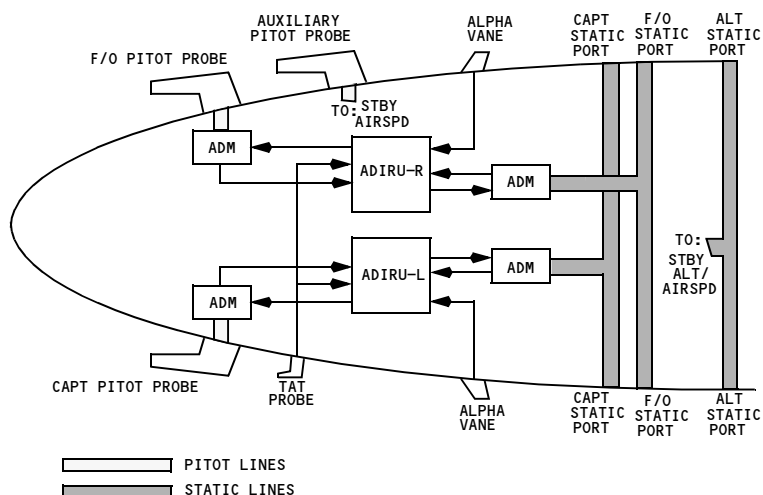 AUXILIARY
PITOT PROBE
F/O PITOT PROBE
ALPHA
VANE
CAPT
STATIC
PORT
F/O
STATIC
PORT
ALT
STATIC
PORT
TO: STBY
AIRSPD
ADM
ADIRU-R
ADM
TO:
STBY
ALT/
AIRSPD
ADIRU-L
ADM
ADM
CAPT PITOT PROBE
TAT
PROBE
ALPHA
VANE
CAPT
STATIC
PORT
F/O
STATIC
PORT
ALT
STATIC
PORT
PITOT LINES
STATIC LINES